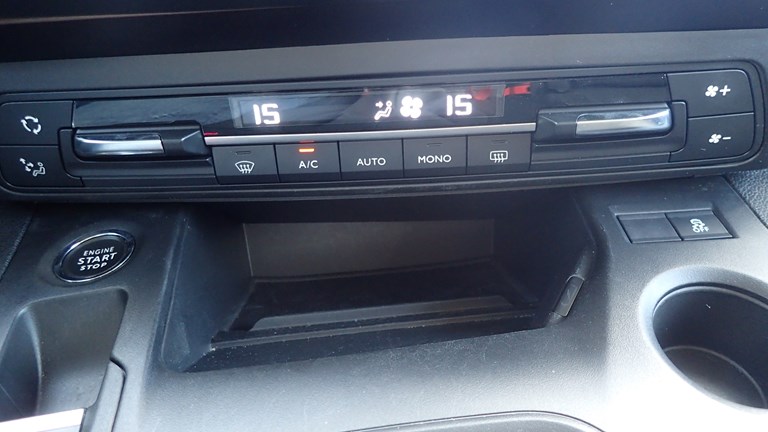 15 15
A/C AUTO MONO
ENGINE
START
STOP
OFF